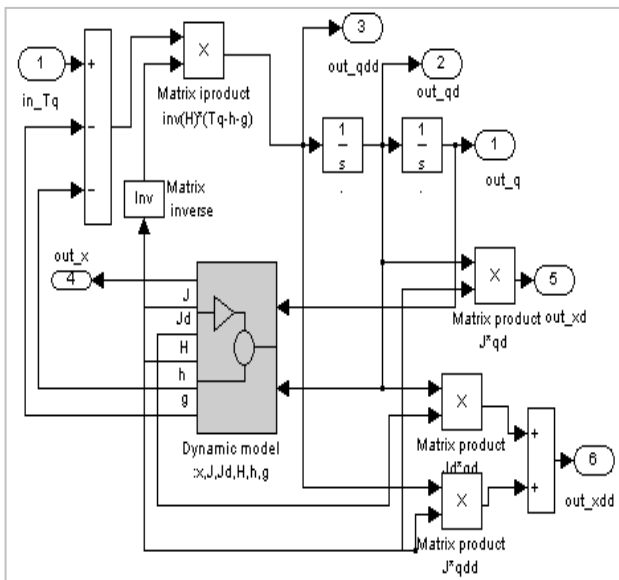 1
in_Tq
+
-
-
X
Matrix iproduct
inv(H)*(Tq-h-g)
Inv
Matrix
inverse
3
out_qdd
2
out_qd
1
s
.
1
s
.
1
out_q
out_x
4
J
Jd
H
h
g
Dynamic model
:x,J,Jd,H,h,g
X
5
Matrix product
out_xd
J*qd
X
Matrix product
Jd*qd
X
Matrix product
J*qdd
+
+
6
out_xdd